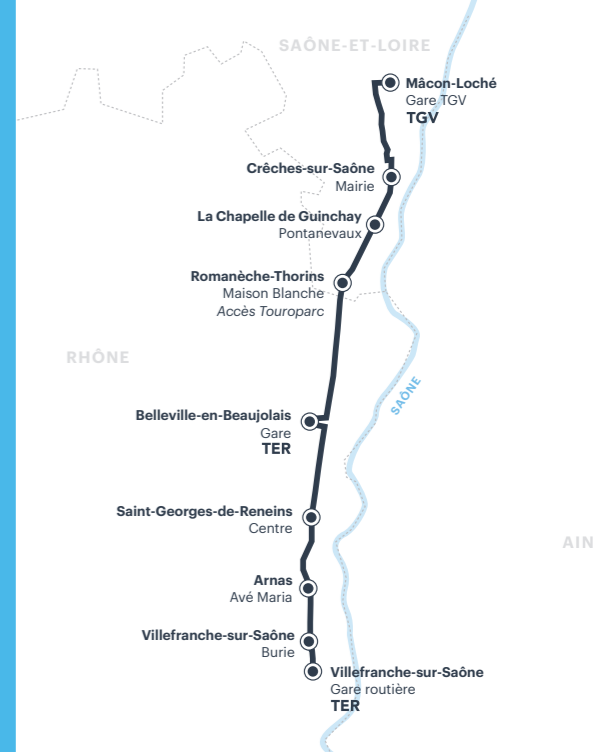 SAÔNE-ET-LOIRE
Mâcon-Loché
Gare TGV
TGV
Crêches-sur-Saône
Mairie
La Chapelle de Guinchay
Pontanevaux
Romanèche-Thorins
Maison Blanche
Accès Touroparc
RHÔNE
SAÔNE
Belleville-en-Beaujolais
Gare
TER
Saint-Georges-de-Reneins
Centre
AIN
Arnas
Avé Maria
Villefranche-sur-Saône
Burie
Villefranche-sur-Saône
Gare routière
TER